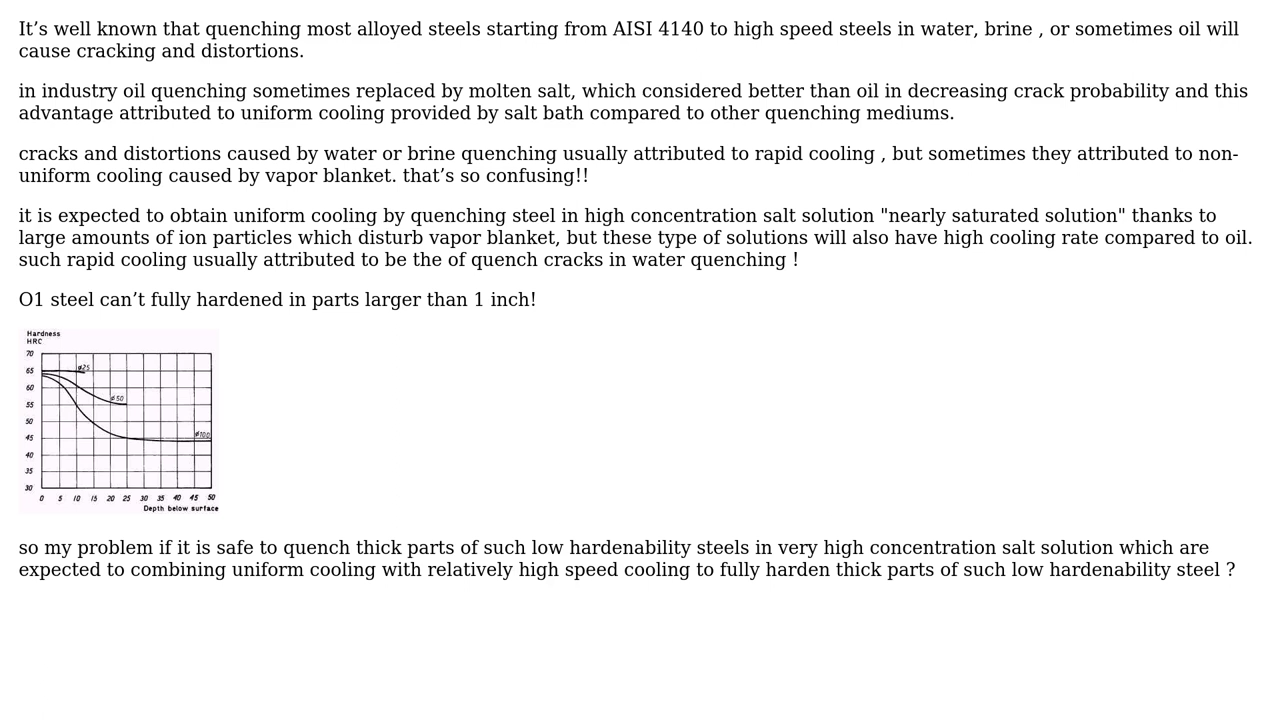 It’s well known that quenching most alloyed steels starting from AISI 4140 to high speed steels in water, brine , or sometimes oil will
cause cracking and distortions.
in industry oil quenching sometimes replaced by molten salt, which considered better than oil in decreasing crack probability and this
advantage attributed to uniform cooling provided by salt bath compared to other quenching mediums.
cracks and distortions caused by water or brine quenching usually attributed to rapid cooling , but sometimes they attributed to non-
uniform cooling caused by vapor blanket. that’s so confusing!!
it is expected to obtain uniform cooling by quenching steel in high concentration salt solution "nearly saturated solution" thanks to
large amounts of ion particles which disturb vapor blanket, but these type of solutions will also have high cooling rate compared to oil.
such rapid cooling usually attributed to be the of quench cracks in water quenching !
O1 steel can’t fully hardened in parts larger than 1 inch!
Hardness
HRC
70
65
60
55
50
45
40
35
30
ø25
ø50
ø100
0 5 10 15 20 25 30 35 40 45 50
Depth below surface
so my problem if it is safe to quench thick parts of such low hardenability steels in very high concentration salt solution which are
expected to combining uniform cooling with relatively high speed cooling to fully harden thick parts of such low hardenability steel ?